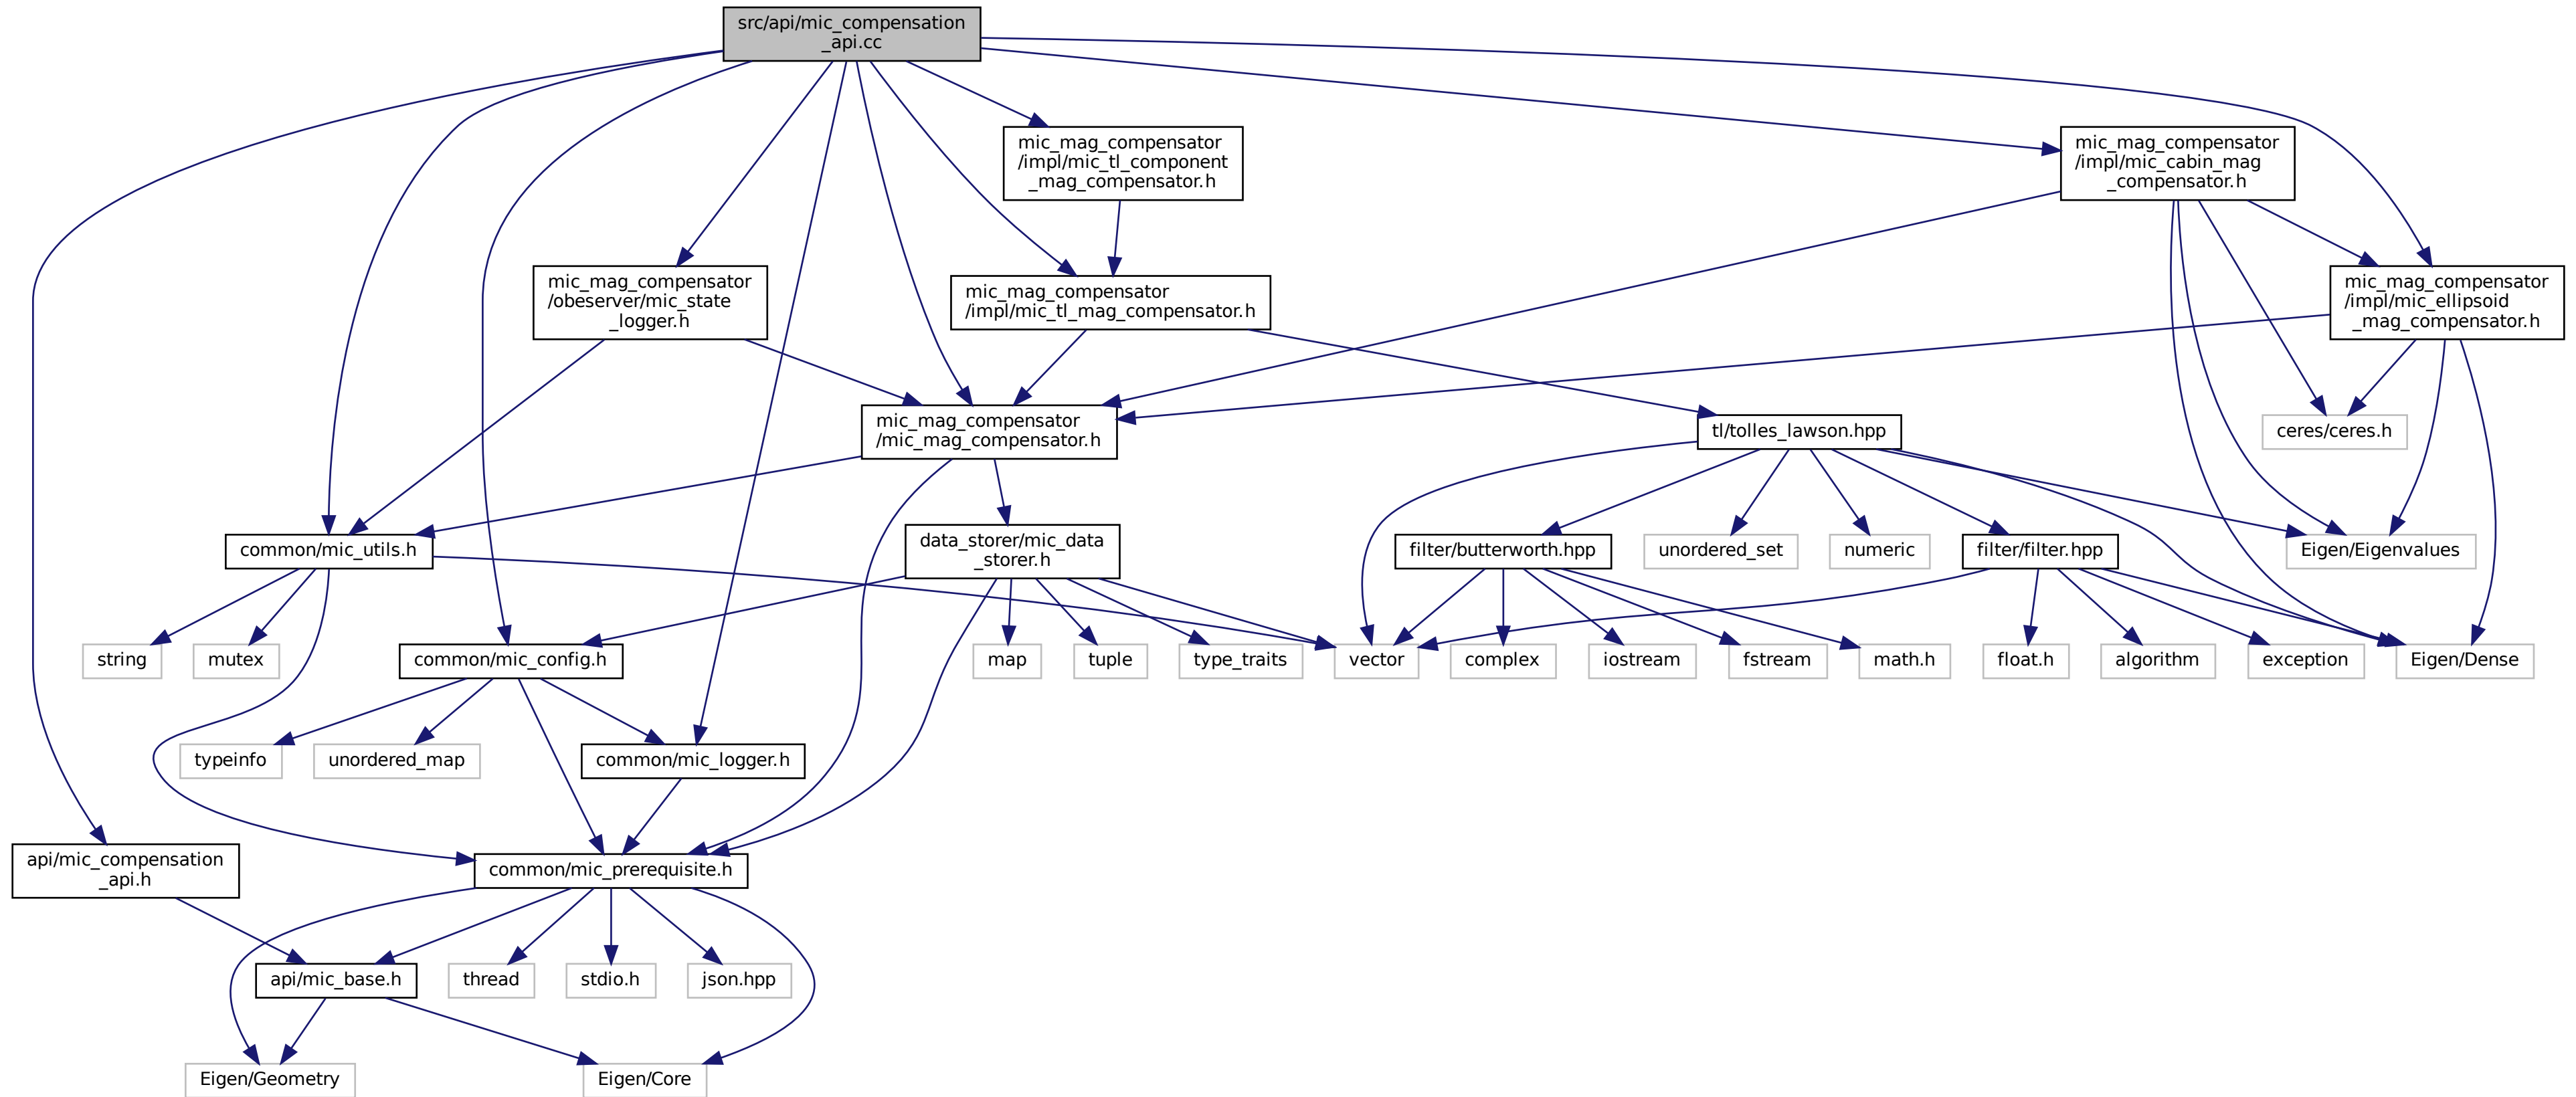 src/api/mic_compensation
_api.cc
mic_mag_compensator
/impl/mic_tl_component
_mag_compensator.h
mic_mag_compensator
/impl/mic_cabin_mag
_compensator.h
mic_mag_compensator
/obeserver/mic_state
_logger.h
mic_mag_compensator
/impl/mic_tl_mag_compensator.h
mic_mag_compensator
/impl/mic_ellipsoid
_mag_compensator.h
mic_mag_compensator
/mic_mag_compensator.h
tl/tolles_lawson.hpp
ceres/ceres.h
common/mic_utils.h
data_storer/mic_data
_storer.h
filter/butterworth.hpp
unordered_set
numeric
filter/filter.hpp
Eigen/Eigenvalues
string
mutex
common/mic_config.h
map
tuple
type_traits
vector
complex
iostream
fstream
math.h
float.h
algorithm
exception
Eigen/Dense
typeinfo
unordered_map
common/mic_logger.h
api/mic_compensation
_api.h
common/mic_prerequisite.h
api/mic_base.h
thread
stdio.h
json.hpp
Eigen/Geometry
Eigen/Core